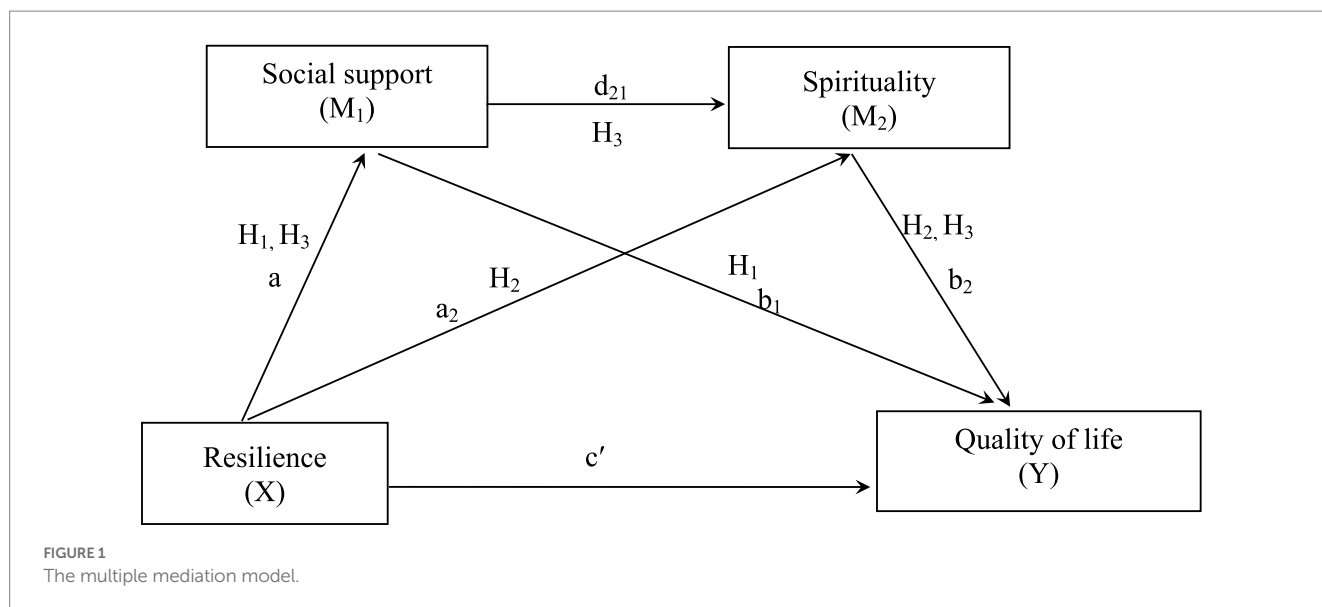 Social support
(M₁)
d₂₁
H₃
Spirituality
(M₂)
H₁, H₃
a
H₂
a₂
H₁
b₁
H₂, H₃
b₂
Resilience
(X)
c′
Quality of life
(Y)
FIGURE 1
The multiple mediation model.